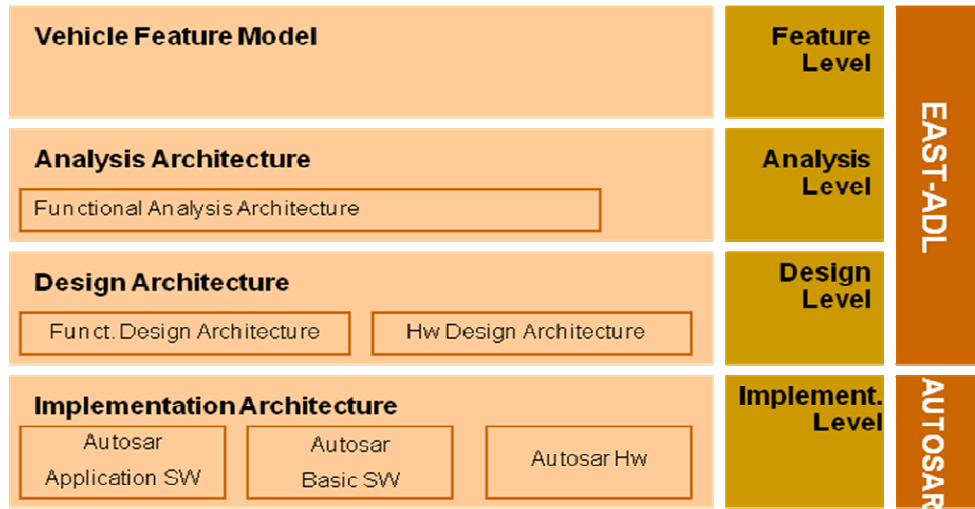 Vehicle Feature Model
Feature
Level
Analysis Architecture
Functional Analysis Architecture
Analysis
Level
Design Architecture
Funct. Design Architecture
Hw Design Architecture
Design
Level
EAST-ADL
Implementation Architecture
Autosar
Application SW
Autosar
Basic SW
Autosar Hw
Implement.
Level
AUTOSAR